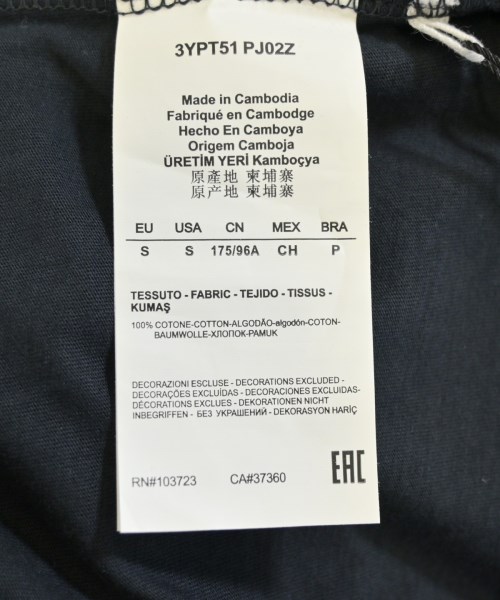 3YPT51 PJ02Z
Made in Cambodia
Fabriqué en Cambodge
Hecho En Camboya
Origem Camboja
ÜRETİM YERİ Kamboçya
原產地 柬埔寨
原产地 柬埔寨
EU USA CN MEX BRA
S S 175/96A CH P
TESSUTO - FABRIC - TEJIDO - TISSUS -
KUMAŞ
100% COTONE-COTTON-ALGODÃO-algodón-COTON-
BAUMWOLLE-ХЛОПОК-PAMUK
DECORAZIONI ESCLUSE - DECORATIONS EXCLUDED -
DECORAÇÕES EXCLUÍDAS - DECORACIONES EXCLUIDAS-
DÉCORATIONS EXCLUES - DEKORATIONEN NICHT
INBEGRIFFEN - БЕЗ УКРАШЕНИЙ - DEKORASYON HARİÇ
RN#103723 CA#37360 EAC